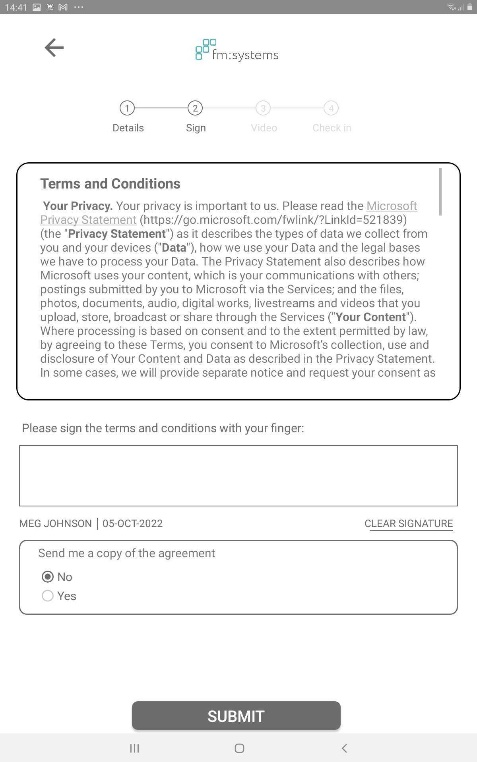 14:41
fm:systems
1 2 3 4
Details Sign Video Check in
Terms and Conditions
Your Privacy. Your privacy is important to us. Please read the Microsoft
Privacy Statement (https://go.microsoft.com/fwlink/?LinkId=521839)
(the "Privacy Statement") as it describes the types of data we collect from
you and your devices ("Data"), how we use your Data and the legal bases
we have to process your Data. The Privacy Statement also describes how
Microsoft uses your content, which is your communications with others;
postings submitted by you to Microsoft via the Services; and the files,
photos, documents, audio, digital works, livestreams and videos that you
upload, store, broadcast or share through the Services ("Your Content").
Where processing is based on consent and to the extent permitted by law,
by agreeing to these Terms, you consent to Microsoft's collection, use and
disclosure of Your Content and Data as described in the Privacy Statement.
In some cases, we will provide separate notice and request your consent as
Please sign the terms and conditions with your finger:
MEG JOHNSON | 05-OCT-2022 CLEAR SIGNATURE
Send me a copy of the agreement
No
Yes
SUBMIT